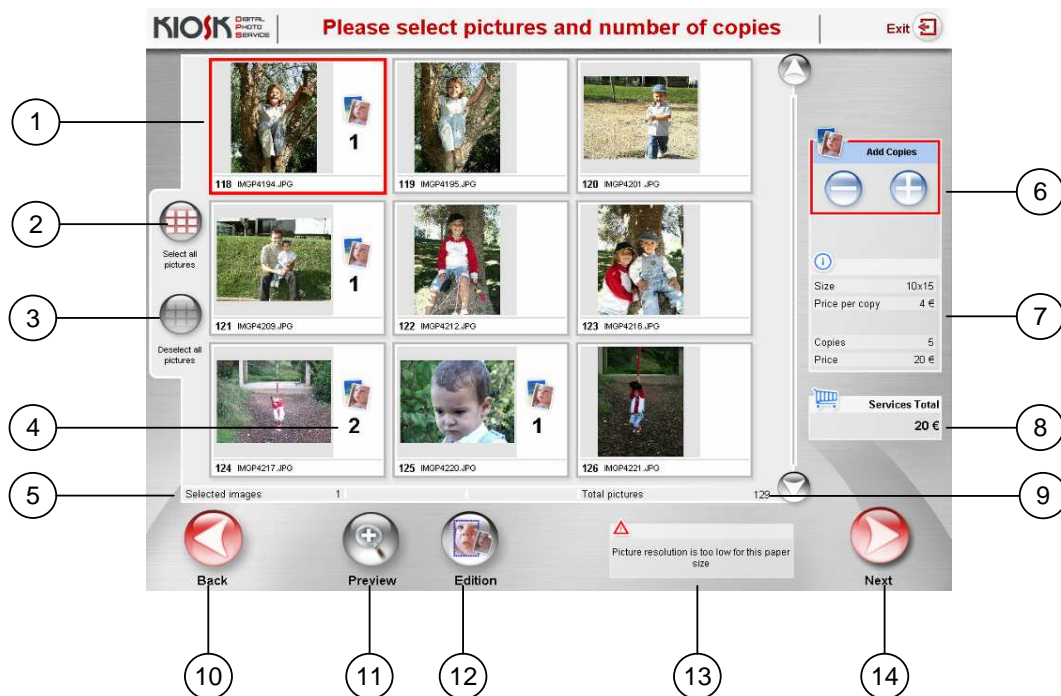 KIOSK DIGITAL PHOTO SERVICE
Please select pictures and number of copies
Exit
1
118 IMGP4194.JPG
119 IMGP4195.JPG
120 IMGP4201.JPG
1
Add Copies
6
2
Select all
pictures
1
121 IMGP4209.JPG
122 IMGP4212.JPG
123 IMGP4216.JPG
Size 10x15
Price per copy 4 €
7
3
Deselect all
pictures
Copies 5
Price 20 €
4
2
1
124 IMGP4217.JPG
125 IMGP4220.JPG
126 IMGP4221.JPG
Services Total
20 €
8
5
Selected images 1
Total pictures 129
9
Picture resolution is too low for this paper
size
Back
Preview
Edition
Next
10
11
12
13
14